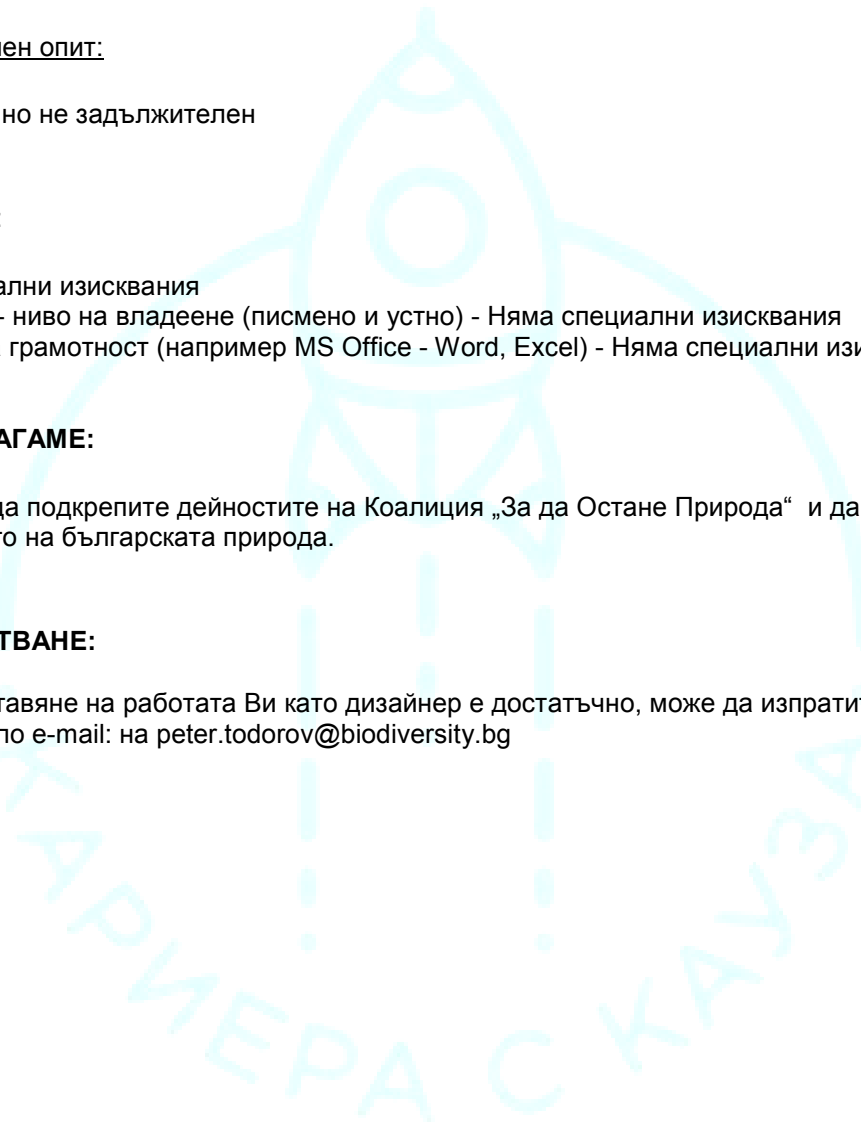 ен опит:
но не задължителен
:
ални изисквания
- ниво на владеене (писмено и устно) - Няма специални изисквания
грамотност (например MS Office - Word, Excel) - Няма специални изи
АГАМЕ:
да подкрепите дейностите на Коалиция „За да Остане Природа“ и да
о на българската природа.
ТВАНЕ:
тавяне на работата Ви като дизайнер е достатъчно, може да изпрати
по e-mail: на peter.todorov@biodiversity.bg
КАРИЕРА С КАУЗА